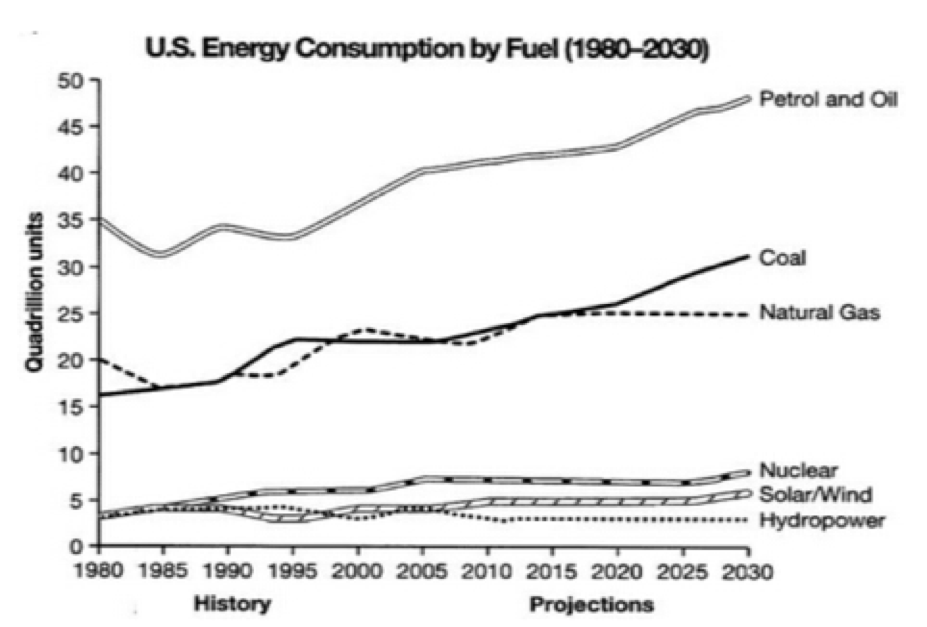 U.S. Energy Consumption by Fuel (1980–2030)
50
45
40
35
30
25
20
15
10
5
0
Quadrillion units
Petrol and Oil
Coal
Natural Gas
Nuclear
Solar/Wind
Hydropower
1980 1985 1990 1995 2000 2005 2010 2015 2020 2025 2030
History Projections